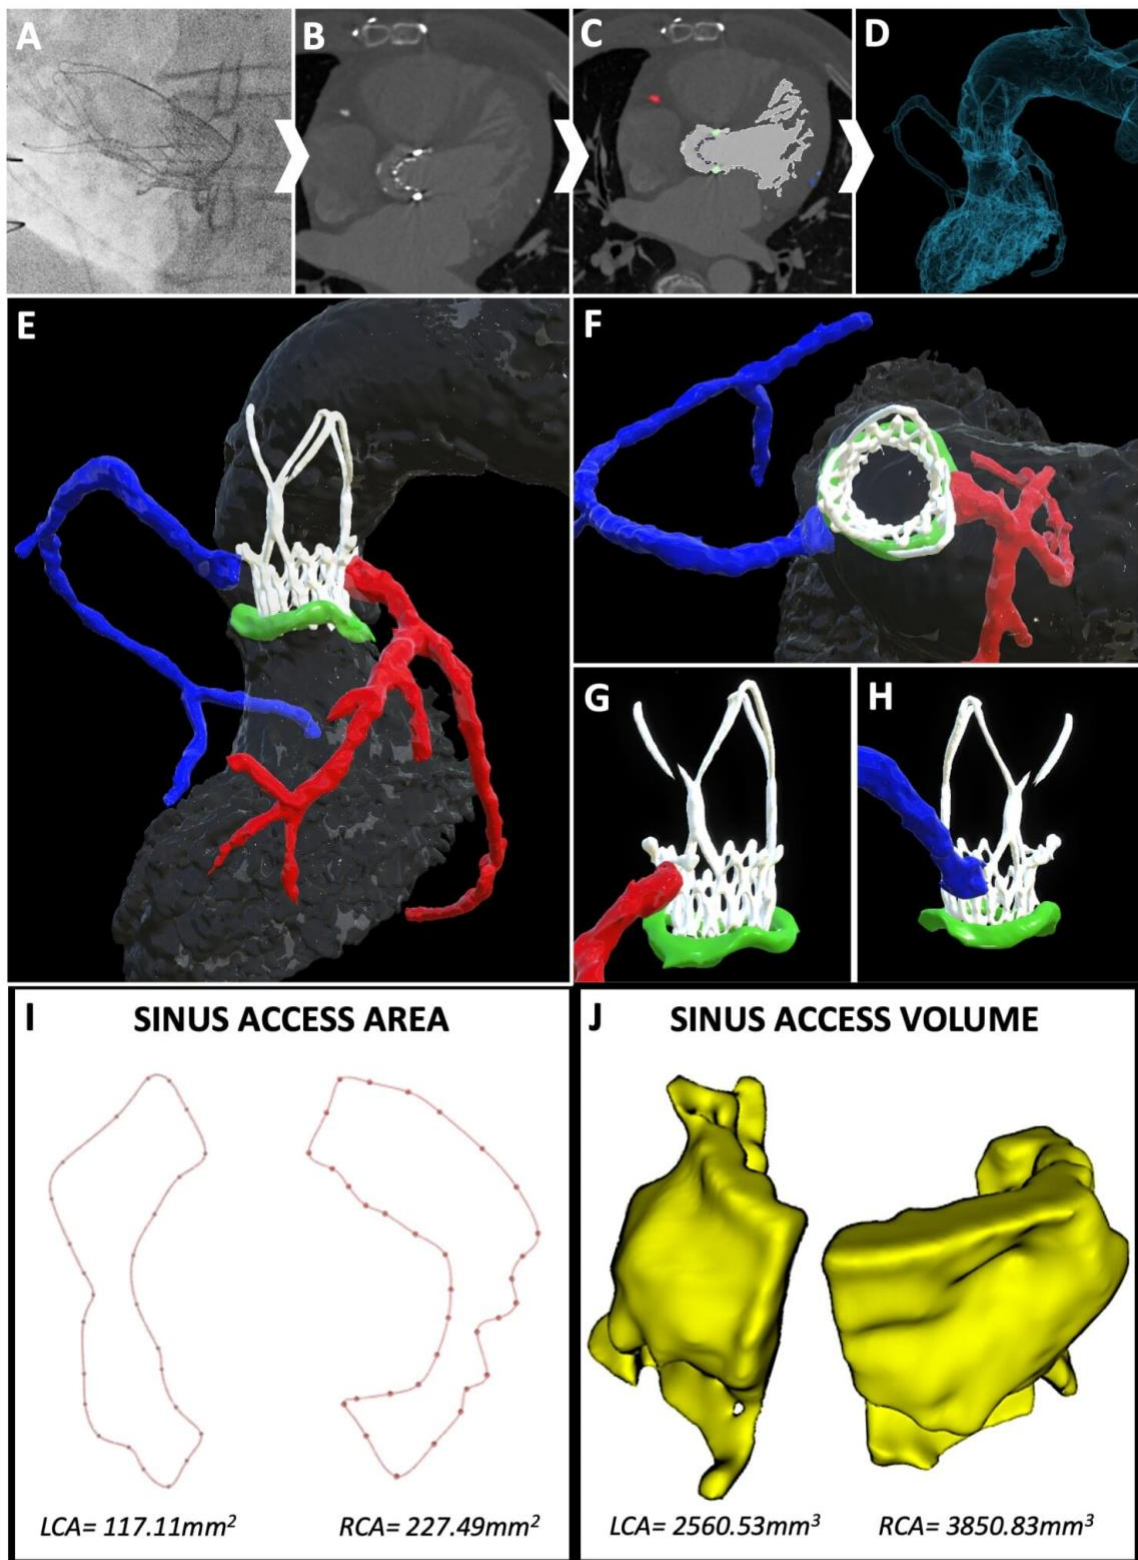 A
B
C
D
E
F
G
H
I SINUS ACCESS AREA
LCA= 117.11mm²
RCA= 227.49mm²
J SINUS ACCESS VOLUME
LCA= 2560.53mm³
RCA= 3850.83mm³